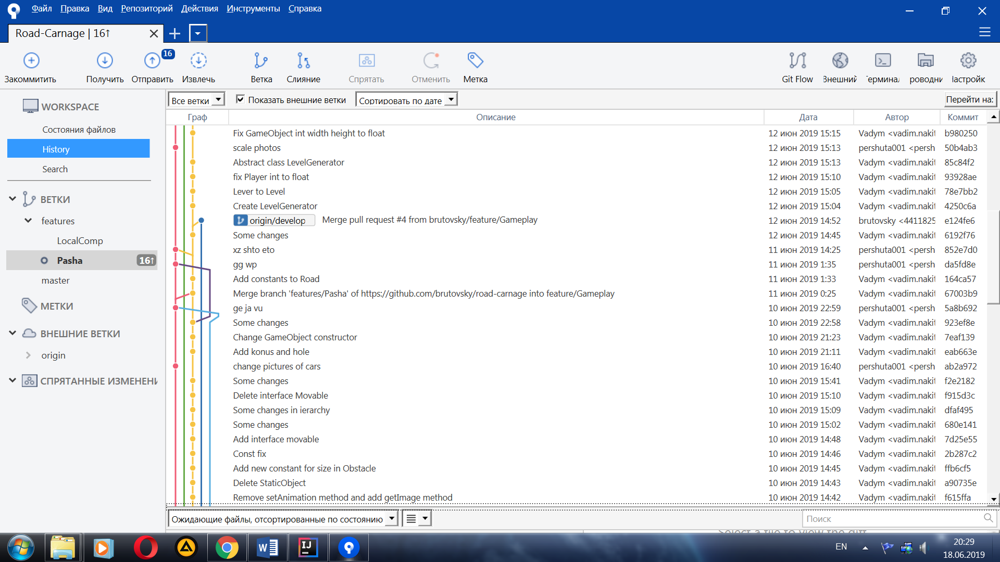 Файл Правка Вид Репозиторий Действия Инструменты Справка
Road-Carnage | 16↑
16
Закоммитить Получить Отправить Извлечь Ветка Слияние Спрятать Отменить Метка Git Flow Внешний Терминал роводни Настройк
Все ветки Показать внешние ветки Сортировать по дате Перейти на:
WORKSPACE
Состояния файлов
History
Search
ВЕТКИ
features
LocalComp
Pasha 16↑
master
МЕТКИ
ВНЕШНИЕ ВЕТКИ
origin
СПРЯТАННЫЕ ИЗМЕНЕНИ
Граф Описание Дата Автор Коммит
Fix GameObject int width height to float 12 июн 2019 15:15 Vadym <vadim.nakit b980250
scale photos 12 июн 2019 15:13 pershuta001 <persh 50b4ab3
Abstract class LevelGenerator 12 июн 2019 15:13 Vadym <vadim.nakit 85c84f2
fix Player int to float 12 июн 2019 15:10 Vadym <vadim.nakit 93928ae
Lever to Level 12 июн 2019 15:05 Vadym <vadim.nakit 78e7bb2
Create LevelGenerator 12 июн 2019 15:04 Vadym <vadim.nakit 4250c6a
origin/develop Merge pull request #4 from brutovsky/feature/Gameplay 12 июн 2019 14:52 brutovsky <4411825 e124fe6
Some changes 12 июн 2019 14:45 Vadym <vadim.nakit 6192f76
xz shto eto 11 июн 2019 14:25 pershuta001 <persh 852e7d0
gg wp 11 июн 2019 1:35 pershuta001 <persh da5fd8e
Add constants to Road 11 июн 2019 1:33 Vadym <vadim.nakit 164ca57
Merge branch 'features/Pasha' of https://github.com/brutovsky/road-carnage into feature/Gameplay 11 июн 2019 0:25 Vadym <vadim.nakit 67003b9
ge ja vu 10 июн 2019 22:59 pershuta001 <persh 5a8b692
Some changes 10 июн 2019 22:58 Vadym <vadim.nakit 923ef8e
Change GameObject constructor 10 июн 2019 21:23 Vadym <vadim.nakit 7eaf139
Add konus and hole 10 июн 2019 21:11 Vadym <vadim.nakit eab663e
change pictures of cars 10 июн 2019 16:40 pershuta001 <persh ab2a972
Some changes 10 июн 2019 15:41 Vadym <vadim.nakit f2e2182
Delete interface Movable 10 июн 2019 15:10 Vadym <vadim.nakit f915d3c
Some changes in ierarchy 10 июн 2019 15:09 Vadym <vadim.nakit dfaf495
Some changes 10 июн 2019 15:02 Vadym <vadim.nakit 680e141
Add interface movable 10 июн 2019 14:48 Vadym <vadim.nakit 7d25e55
Const fix 10 июн 2019 14:46 Vadym <vadim.nakit 2b287c2
Add new constant for size in Obstacle 10 июн 2019 14:45 Vadym <vadim.nakit ffb6cf5
Delete StaticObject 10 июн 2019 14:43 Vadym <vadim.nakit a90735e
Remove setAnimation method and add getImage method 10 июн 2019 14:42 Vadym <vadim.nakit f615ffa
Ожидающие файлы, отсортированные по состоянию Поиск
Select a file to view the diff
EN 20:29
18.06.2019